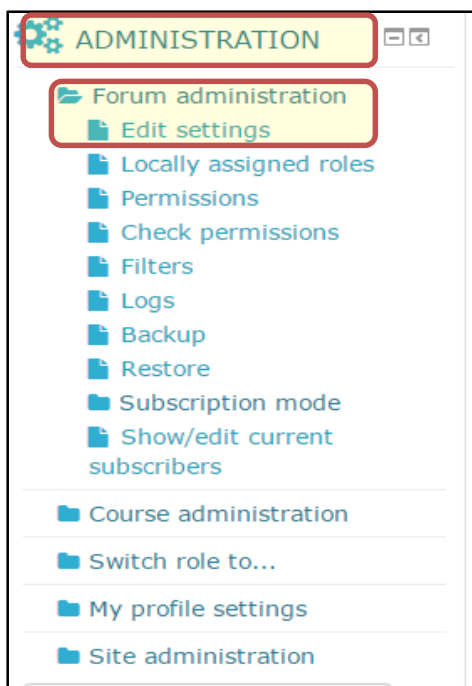 ADMINISTRATION
Forum administration
Edit settings
Locally assigned roles
Permissions
Check permissions
Filters
Logs
Backup
Restore
Subscription mode
Show/edit current
subscribers
Course administration
Switch role to...
My profile settings
Site administration